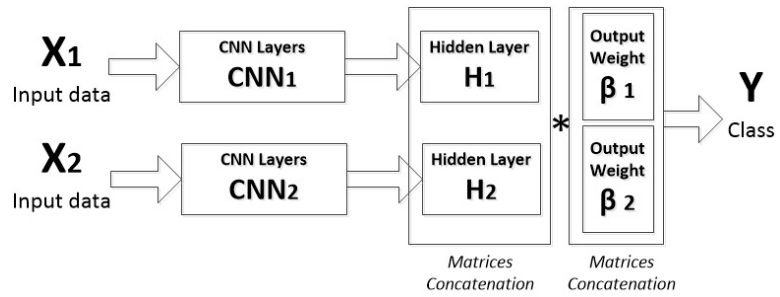 X1
Input data
CNN Layers
CNN1
Hidden Layer
H1
Output
Weight
β 1
Y
Class
*
X2
Input data
CNN Layers
CNN2
Hidden Layer
H2
Output
Weight
β 2
Matrices
Concatenation
Matrices
Concatenation